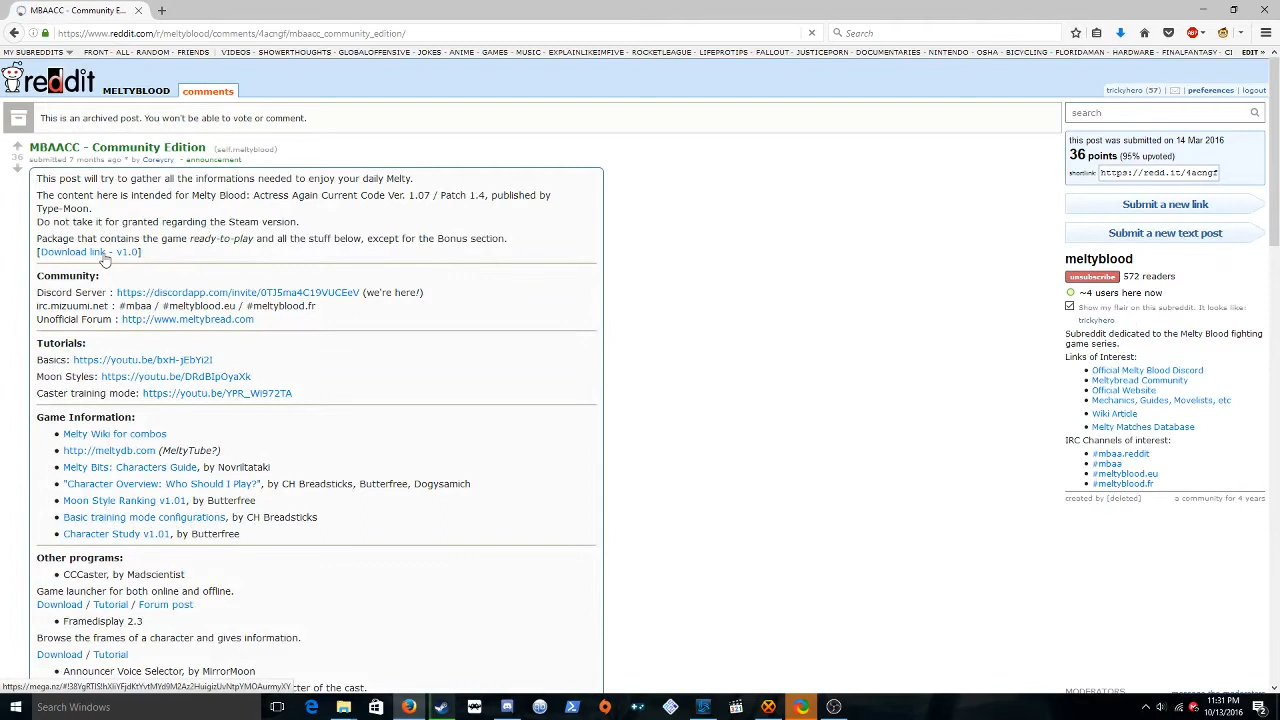 MBAACC - Community E...
https://www.reddit.com/r/meltyblood/comments/4acngf/mbaacc_community_edition/
Search
MY SUBREDDITS FRONT - ALL - RANDOM - FRIENDS | VIDEOS - SHOWERTHOUGHTS - GLOBALOFFENSIVE - JOKES - ANIME - GAMES - MUSIC - EXPLAINLIKEIMFIVE - ROCKETLEAGUE - LIFEPROTIPS - FALLOUT - JUSTICEPORN - DOCUMENTARIES - NINTENDO - OSHA - BICYCLING - FLORIDAMAN - HARDWARE - FINALFANTASY - CI EDIT »
reddit MELTYBLOOD comments
trickyhero (57) | preferences | logout
This is an archived post. You won't be able to vote or comment.
36
MBAACC - Community Edition (self.meltyblood)
submitted 7 months ago * by Coreycry - announcement
This post will try to gather all the informations needed to enjoy your daily Melty.
The content here is intended for Melty Blood: Actress Again Current Code Ver. 1.07 / Patch 1.4, published by
Type-Moon.
Do not take it for granted regarding the Steam version.
Package that contains the game ready-to-play and all the stuff below, except for the Bonus section.
[Download link - v1.0]
Community:
Discord Server : https://discordapp.com/invite/0TJ5ma4C19VUCEeV (we're here!)
irc.mizuumi.net : #mbaa / #meltyblood.eu / #meltyblood.fr
Unofficial Forum : http://www.meltybread.com
Tutorials:
Basics: https://youtu.be/bxH-jEbYi2I
Moon Styles: https://youtu.be/DRdBIpOyaXk
Caster training mode: https://youtu.be/YPR_Wi972TA
Game Information:
• Melty Wiki for combos
• http://meltydb.com (MeltyTube?)
• Melty Bits: Characters Guide, by Novriltataki
• "Character Overview: Who Should I Play?", by CH Breadsticks, Butterfree, Dozysamich
• Moon Style Ranking v1.01, by Butterfree
• Basic training mode configurations, by CH Breadsticks
• Character Study v1.01, by Butterfree
Other programs:
• CCCaster, by Madscientist
Game launcher for both online and offline.
Download / Tutorial / Forum post
• Framedisplay 2.3
Browse the frames of a character and gives information.
Download / Tutorial
• Announcer Voice Selector, by MirrorMoon
cter of the cast.
search
this post was submitted on 14 Mar 2016
36 points (95% upvoted)
shortlink: https://redd.it/4acngf
Submit a new link
Submit a new text post
meltyblood
unsubscribe 572 readers
~4 users here now
Show my flair on this subreddit. It looks like:
trickyhero
Subreddit dedicated to the Melty Blood fighting
game series.
Links of Interest:
• Official Melty Blood Discord
• Meltybread Community
• Official Website
• Mechanics, Guides, Movelists, etc
• Wiki Article
• Melty Matches Database
IRC Channels of interest:
• #mbaa.reddit
• #mbaa
• #meltyblood.eu
• #meltyblood.fr
created by [deleted] a community for 4 years
MODERATORS message the moderators
Search Windows
11:31 PM
10/13/2016